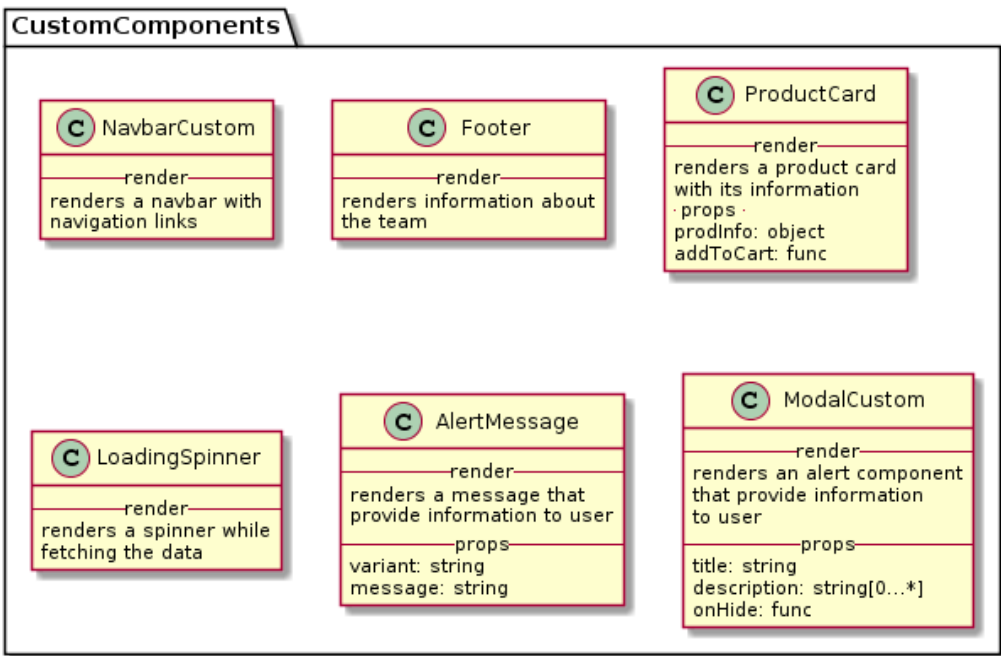 CustomComponents
C NavbarCustom
render
renders a navbar with
navigation links
C Footer
render
renders information about
the team
C ProductCard
render
renders a product card
with its information
props
prodInfo: object
addToCart: func
C LoadingSpinner
render
renders a spinner while
fetching the data
C AlertMessage
render
renders a message that
provide information to user
props
variant: string
message: string
C ModalCustom
render
renders an alert component
that provide information
to user
props
title: string
description: string[0...*]
onHide: func